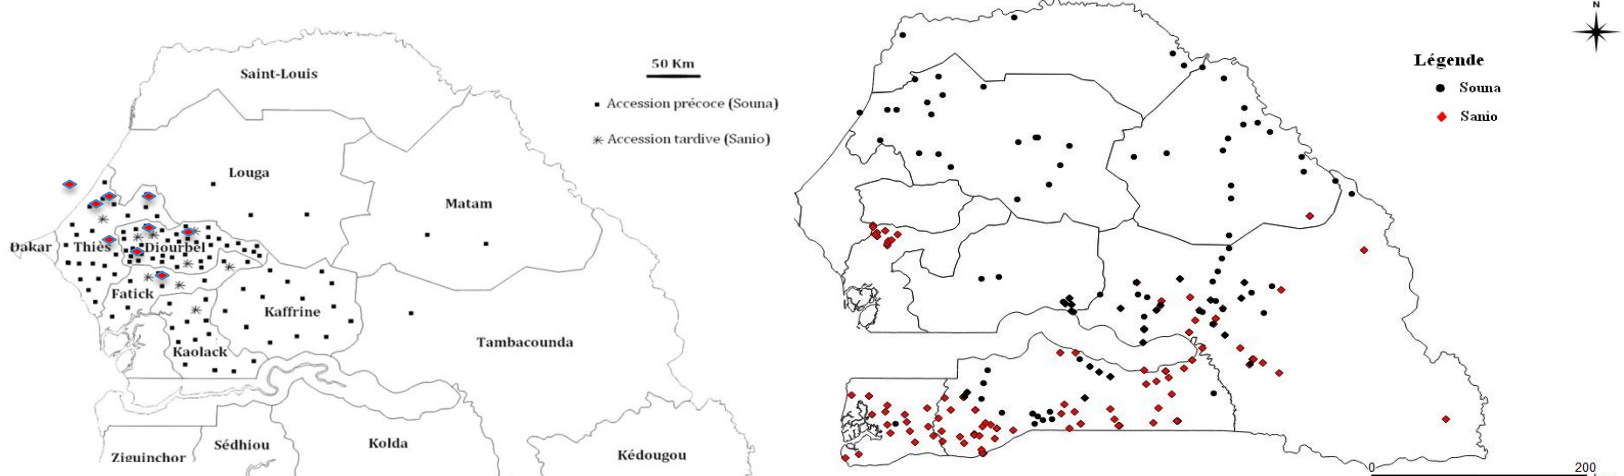 Saint-Louis
50 Km
Accession précoce (Souna)
Accession tardive (Sanio)
Louga
Matam
Dakar
Thiès
Diourbel
Fatick
Kaffrine
Kaolack
Tambacounda
Ziguinchor
Sédhiou
Kolda
Kédougou
N
Légende
Souna
Sanio
0
200